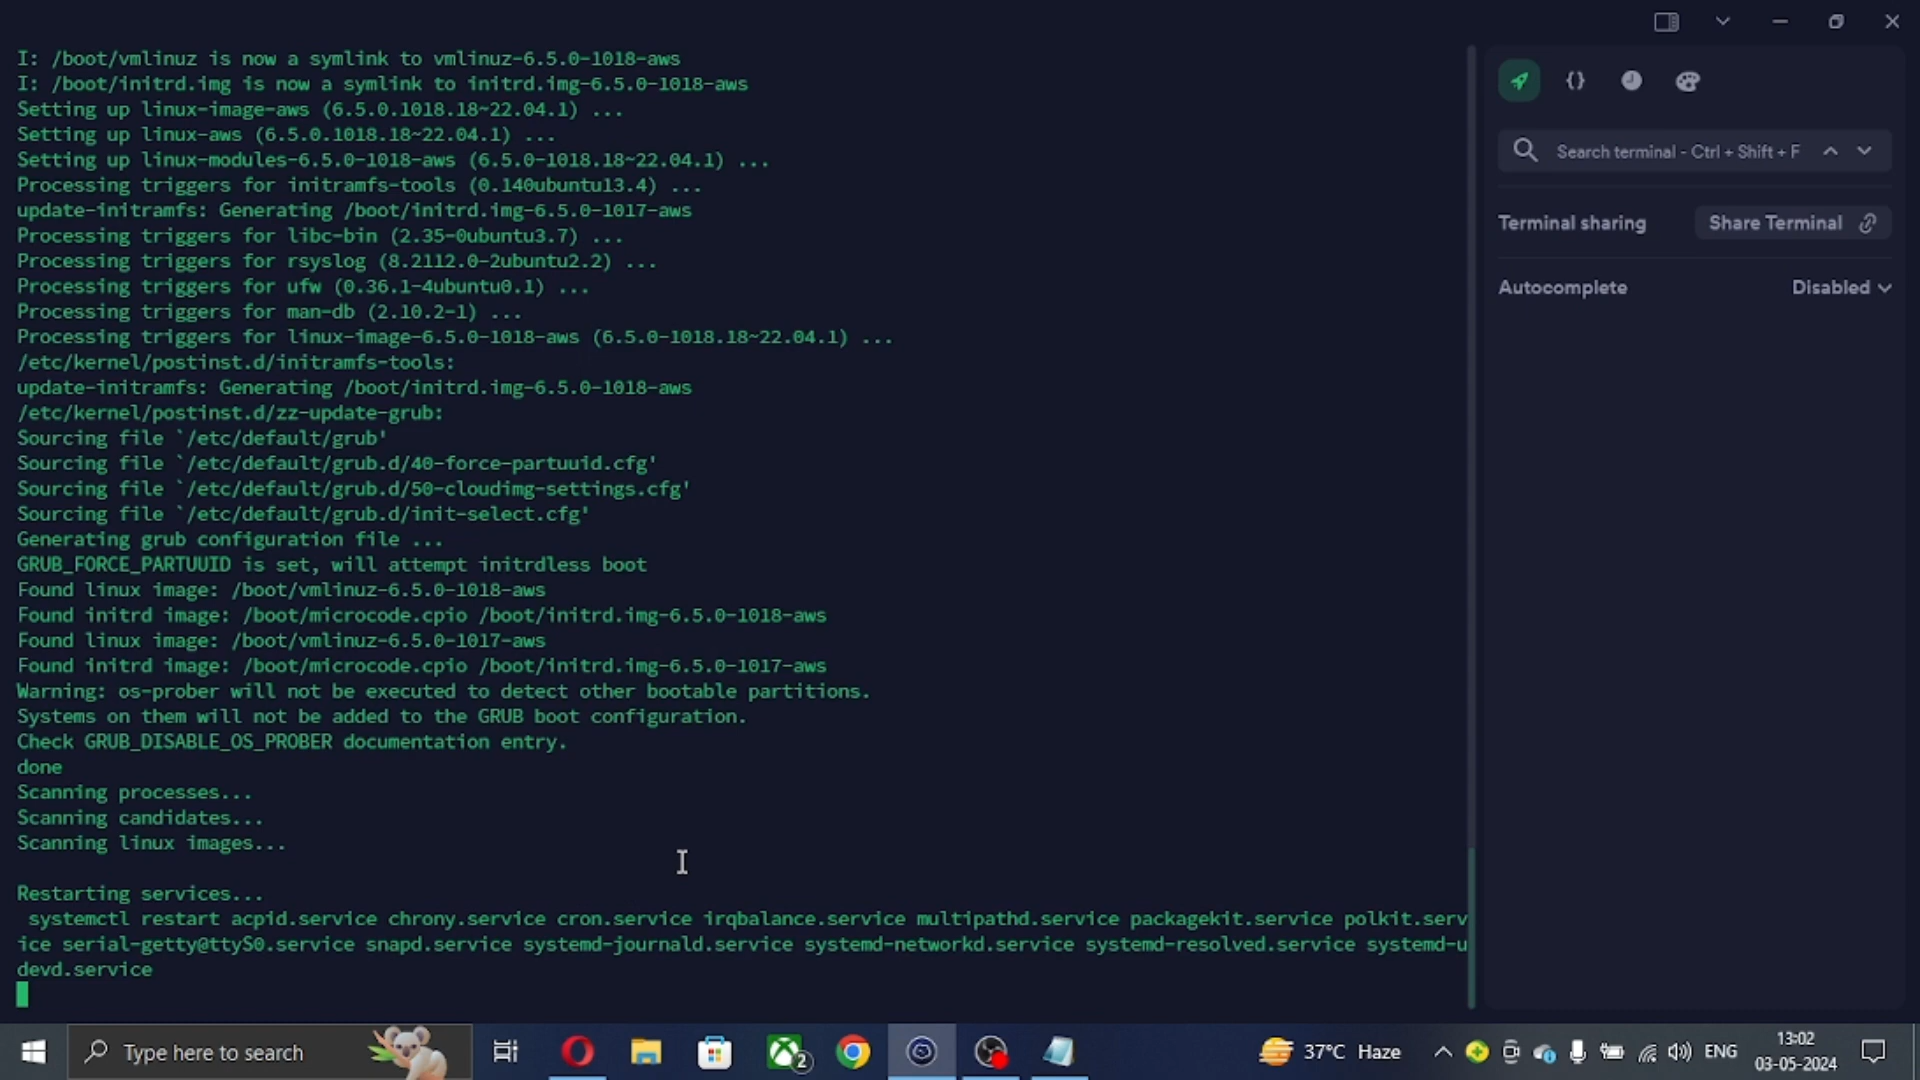 I: /boot/vmlinuz is now a symlink to vmlinuz-6.5.0-1018-aws
I: /boot/initrd.img is now a symlink to initrd.img-6.5.0-1018-aws
Setting up linux-image-aws (6.5.0.1018.18~22.04.1) ...
Setting up linux-aws (6.5.0.1018.18~22.04.1) ...
Setting up linux-modules-6.5.0-1018-aws (6.5.0-1018.18~22.04.1) ...
Processing triggers for initramfs-tools (0.140ubuntu13.4) ...
update-initramfs: Generating /boot/initrd.img-6.5.0-1017-aws
Processing triggers for libc-bin (2.35-0ubuntu3.7) ...
Processing triggers for rsyslog (8.2112.0-2ubuntu2.2) ...
Processing triggers for ufw (0.36.1-4ubuntu0.1) ...
Processing triggers for man-db (2.10.2-1) ...
Processing triggers for linux-image-6.5.0-1018-aws (6.5.0-1018.18~22.04.1) ...
/etc/kernel/postinst.d/initramfs-tools:
update-initramfs: Generating /boot/initrd.img-6.5.0-1018-aws
/etc/kernel/postinst.d/zz-update-grub:
Sourcing file `/etc/default/grub'
Sourcing file `/etc/default/grub.d/40-force-partuuid.cfg'
Sourcing file `/etc/default/grub.d/50-cloudimg-settings.cfg'
Sourcing file `/etc/default/grub.d/init-select.cfg'
Generating grub configuration file ...
GRUB_FORCE_PARTUUID is set, will attempt initrdless boot
Found linux image: /boot/vmlinuz-6.5.0-1018-aws
Found initrd image: /boot/microcode.cpio /boot/initrd.img-6.5.0-1018-aws
Found linux image: /boot/vmlinuz-6.5.0-1017-aws
Found initrd image: /boot/microcode.cpio /boot/initrd.img-6.5.0-1017-aws
Warning: os-prober will not be executed to detect other bootable partitions.
Systems on them will not be added to the GRUB boot configuration.
Check GRUB_DISABLE_OS_PROBER documentation entry.
done
Scanning processes...
Scanning candidates...
Scanning linux images...
Restarting services...
systemctl restart acpid.service chrony.service cron.service irqbalance.service multipathd.service packagekit.service polkit.serv
ice serial-getty@ttyS0.service snapd.service systemd-journald.service systemd-networkd.service systemd-resolved.service systemd-u
devd.service
{}
Search terminal - Ctrl + Shift + F
Terminal sharing Share Terminal
Autocomplete Disabled
Type here to search
2
37°C Haze
ENG
13:02
03-05-2024